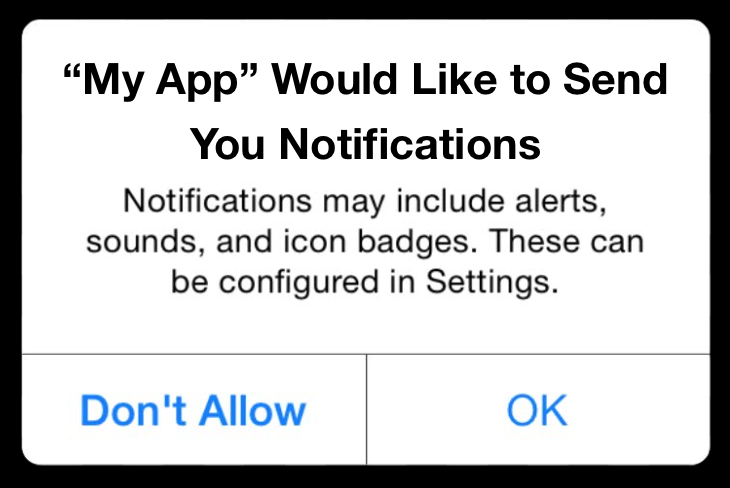 “My App” Would Like to Send
You Notifications
Notifications may include alerts,
sounds, and icon badges. These can
be configured in Settings.
Don't Allow
OK